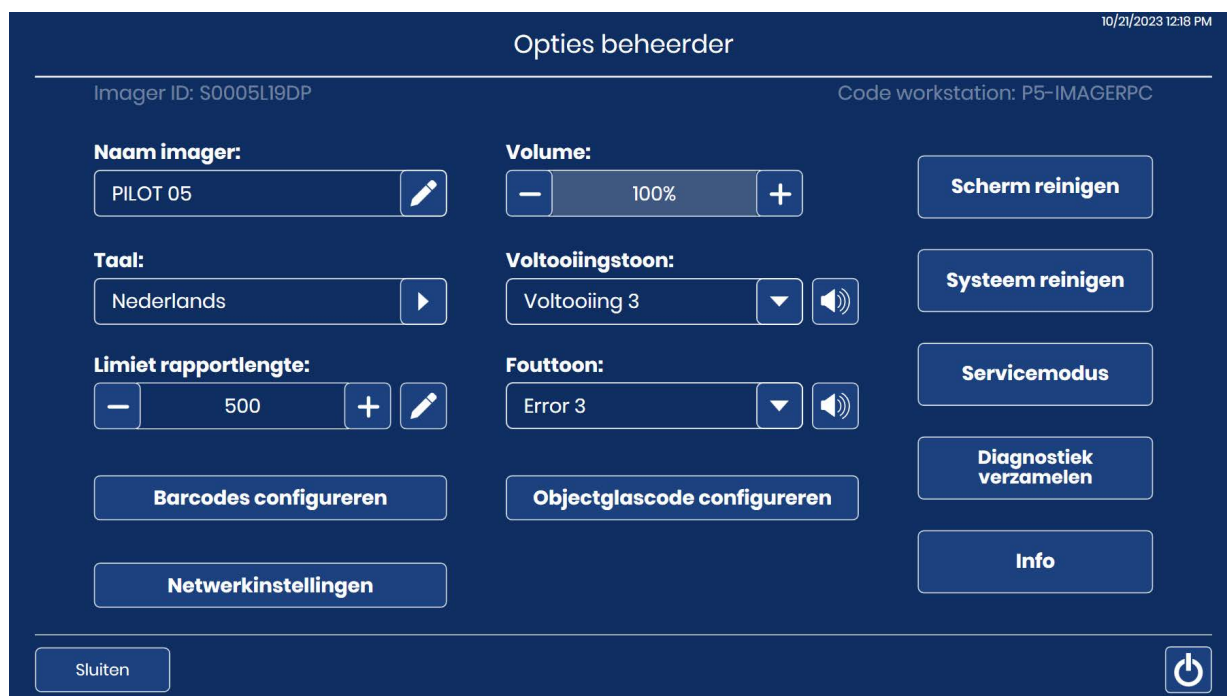 10/21/2023 12:18 PM
Opties beheerder
Imager ID: S0005L19DP
Code workstation: P5-IMAGERPC
Naam imager:
PILOT 05
Volume:
100%
Scherm reinigen
Taal:
Nederlands
Voltooiingstoon:
Voltooiing 3
Systeem reinigen
Limiet rapportlengte:
500
Fouttoon:
Error 3
Servicemodus
Diagnostiek
verzamelen
Barcodes configureren
Objectglascode configureren
Info
Netwerkinstellingen
Sluiten